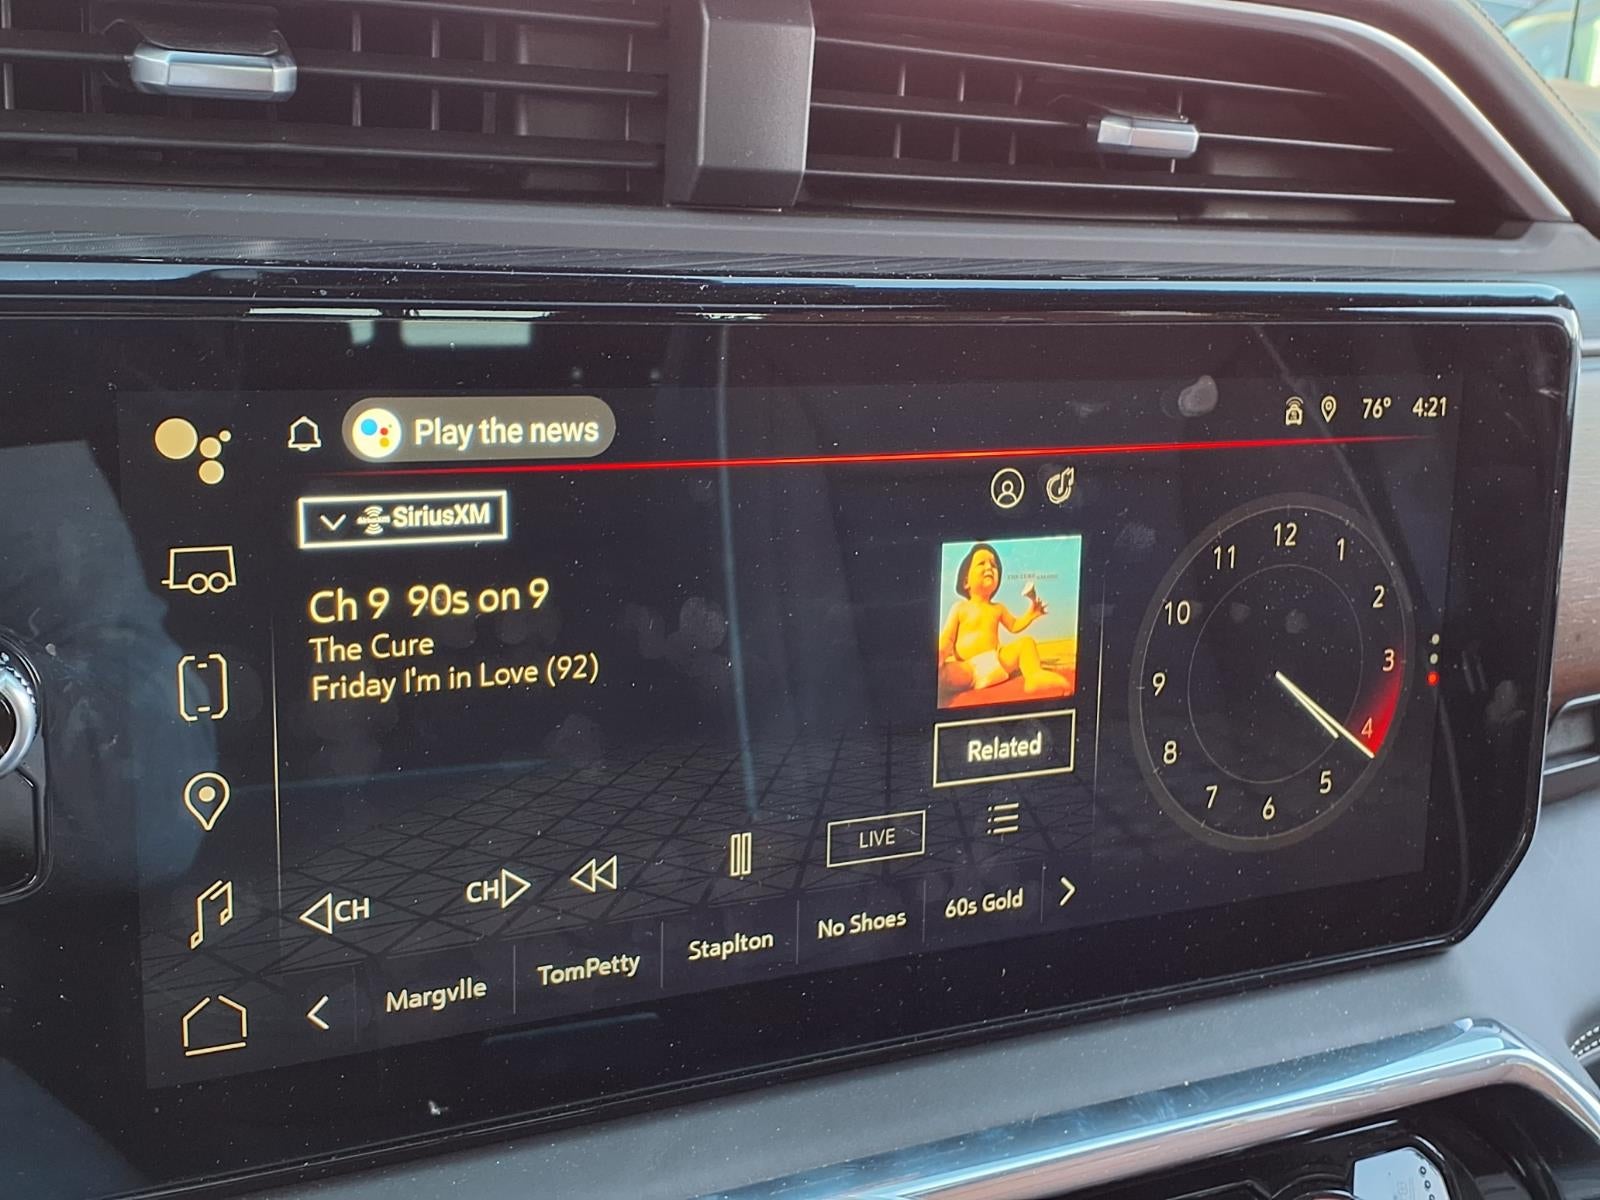 Play the news
76° 4:21
SiriusXM
Ch 9 90s on 9
The Cure
Friday I'm in Love (92)
Related
12
1
2
3
4
5
6
7
8
9
10
11
CH
CH
LIVE
Margvlle
TomPetty
Staplton
No Shoes
60s Gold